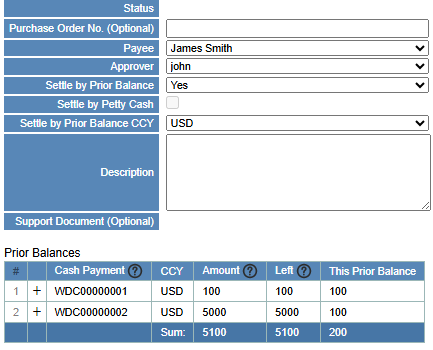 Status
Purchase Order No. (Optional)
Payee James Smith
Approver john
Settle by Prior Balance Yes
Settle by Petty Cash
Settle by Prior Balance CCY USD
Description
Support Document (Optional)
Prior Balances
# Cash Payment ? CCY Amount ? Left ? This Prior Balance
1 + WDC00000001 USD 100 100 100
2 + WDC00000002 USD 5000 5000 100
Sum: 5100 5100 200